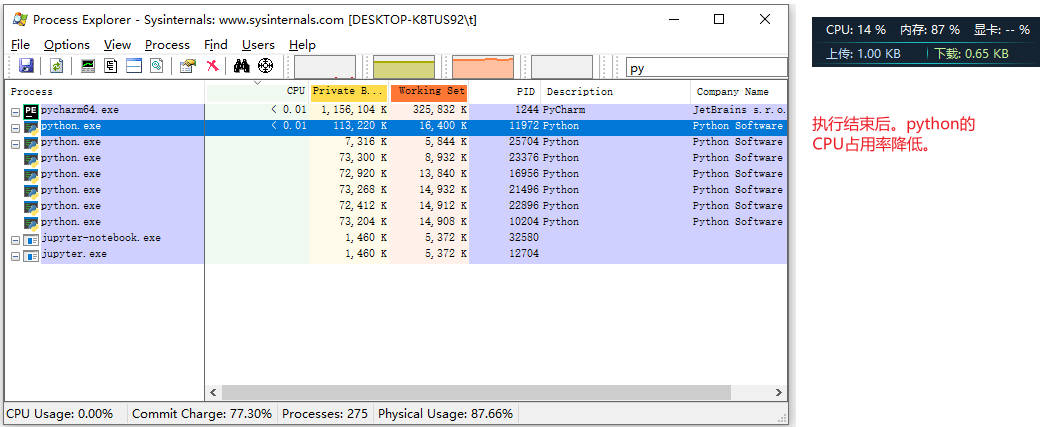 Process Explorer - Sysinternals: www.sysinternals.com [DESKTOP-K8TUS92\t]
File Options View Process Find Users Help
py
Process CPU Private B... Working Set PID Description Company Name
pycharm64.exe < 0.01 1,156,104 K 325,832 K 1244 PyCharm JetBrains s.r.o.
python.exe < 0.01 113,220 K 16,400 K 11972 Python Python Software
python.exe 7,316 K 5,844 K 25704 Python Python Software
python.exe 73,300 K 8,932 K 23376 Python Python Software
python.exe 72,920 K 13,840 K 16956 Python Python Software
python.exe 73,268 K 14,932 K 21496 Python Python Software
python.exe 72,412 K 14,912 K 22896 Python Python Software
python.exe 73,204 K 14,908 K 10204 Python Python Software
jupyter-notebook.exe 1,460 K 5,372 K 32580
jupyter.exe 1,460 K 5,372 K 12704
CPU Usage: 0.00% Commit Charge: 77.30% Processes: 275 Physical Usage: 87.66%
CPU: 14 % 内存: 87 % 显卡: -- %
上传: 1.00 KB 下载: 0.65 KB
执行结束后。python的
CPU占用率降低。